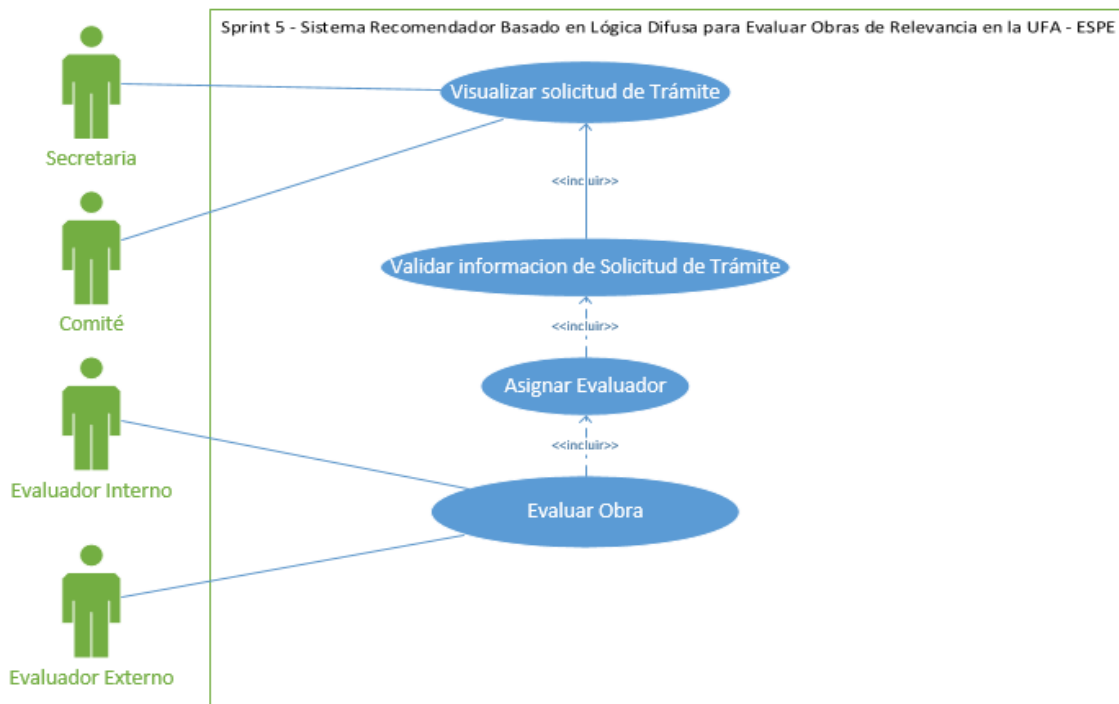 Sprint 5 - Sistema Recomendador Basado en Lógica Difusa para Evaluar Obras de Relevancia en la UFA - ESPE
Visualizar solicitud de Trámite
Secretaria
<<incluir>>
Validar informacion de Solicitud de Trámite
Comité
<<incluir>>
Asignar Evaluador
<<incluir>>
Evaluador Interno
Evaluar Obra
Evaluador Externo